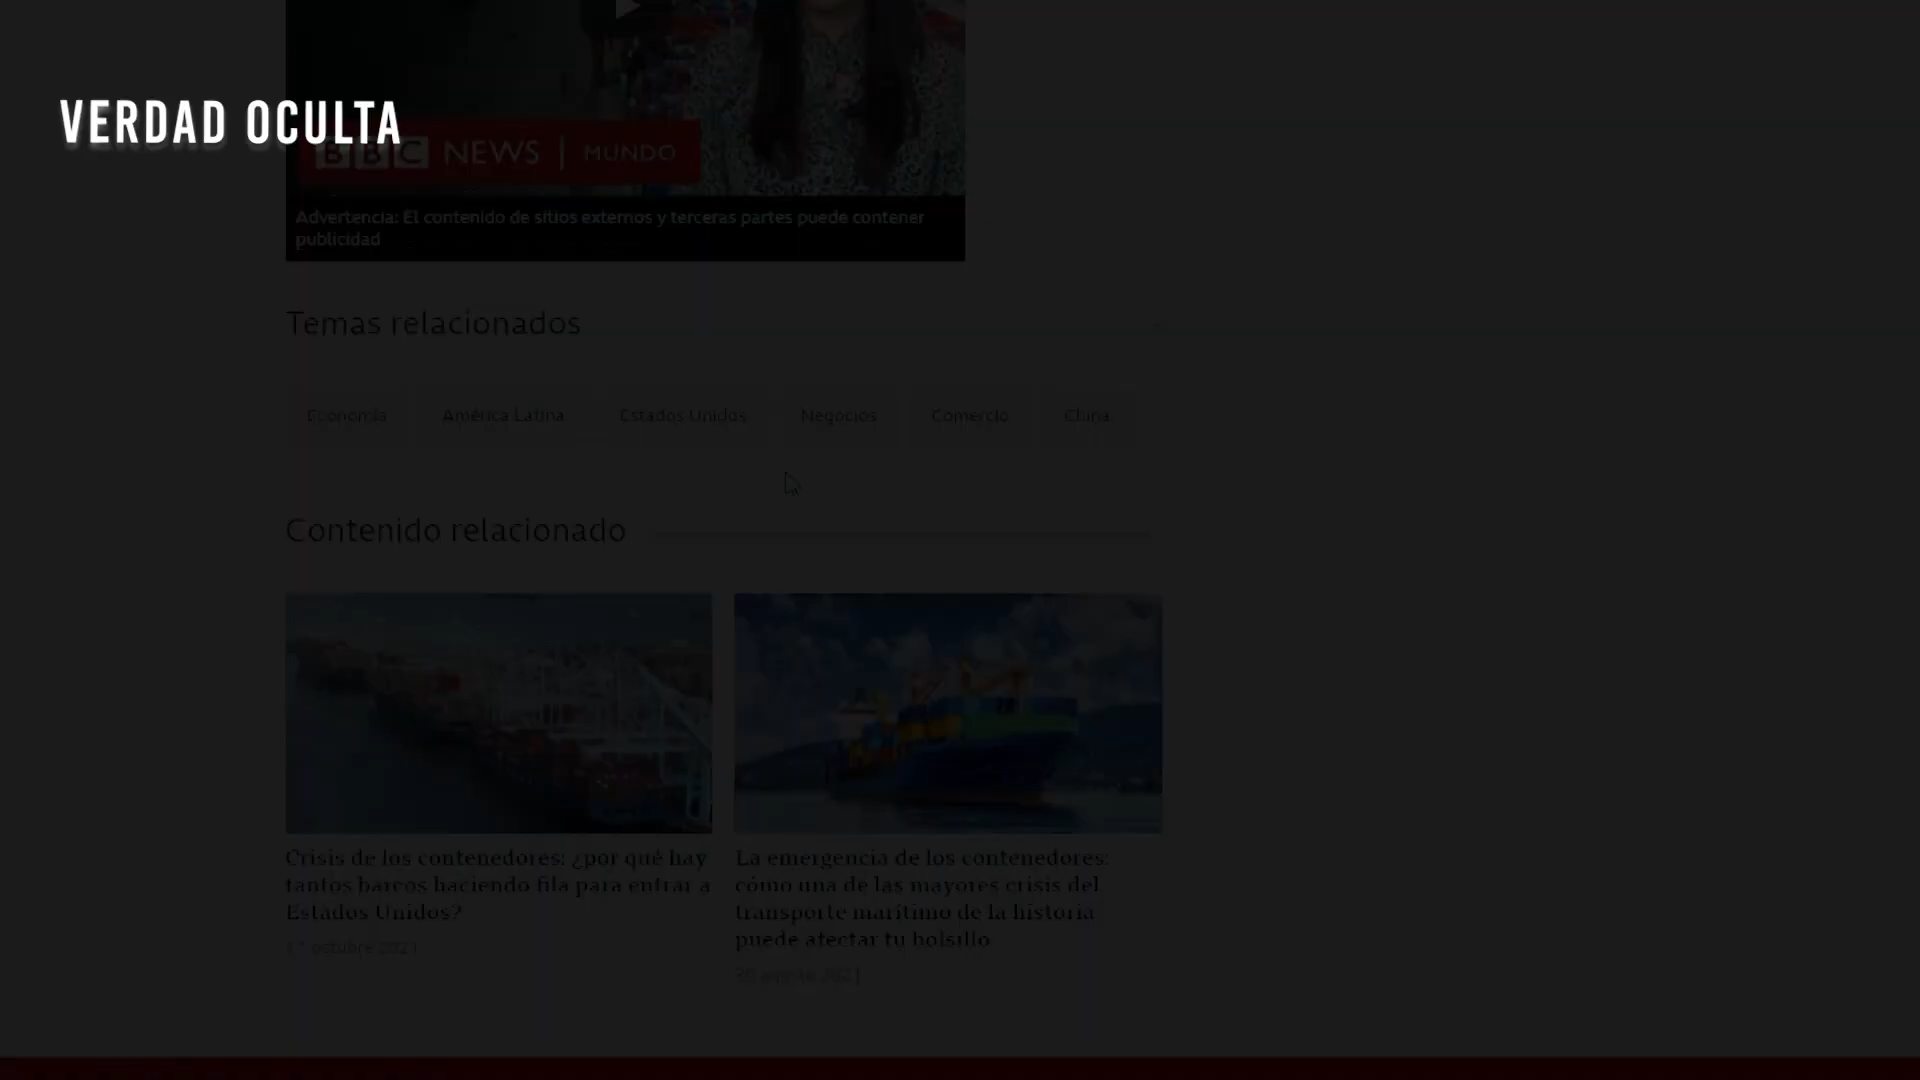 VERDAD OCULTA
BBC NEWS | MUNDO
Advertencia: El contenido de sitios externos y terceras partes puede contener
publicidad
Temas relacionados
Economía América Latina Estados Unidos Negocios Comercio China
Contenido relacionado
Crisis de los contenedores: ¿por qué hay
tantos barcos haciendo fila para entrar a
Estados Unidos?
octubre 2021
La emergencia de los contenedores:
cómo una de las mayores crisis del
transporte marítimo de la historia
puede afectar tu bolsillo
2021